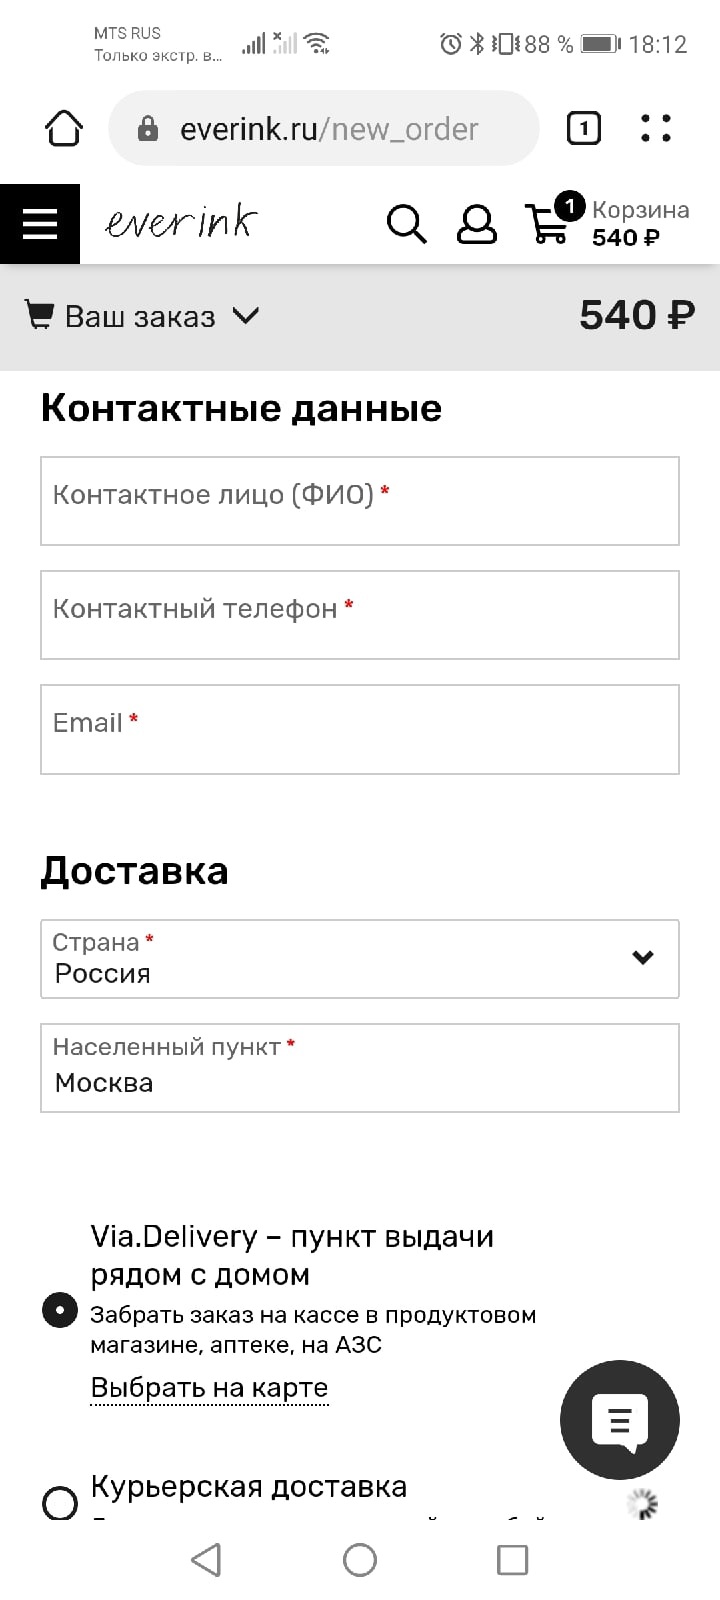 MTS RUS
Только экстр. в...
88 %
18:12
everink.ru/new_order
1
everink
1
Корзина
540 ₽
Ваш заказ
540 ₽
Контактные данные
Контактное лицо (ФИО) *
Контактный телефон *
Email *
Доставка
Страна *
Россия
Населенный пункт *
Москва
Via.Delivery – пункт выдачи
рядом с домом
Забрать заказ на кассе в продуктовом
магазине, аптеке, на АЗС
Выбрать на карте
Курьерская доставка